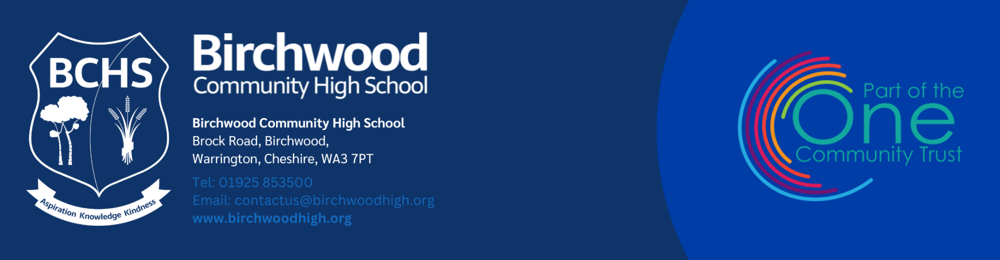 BCHS
Aspiration Knowledge Kindness
Birchwood
Community High School
Birchwood Community High School
Brock Road, Birchwood,
Warrington, Cheshire, WA3 7PT
Tel: 01925 853500
Email: contactus@birchwoodhigh.org
www.birchwoodhigh.org
Part of the
One
Community Trust